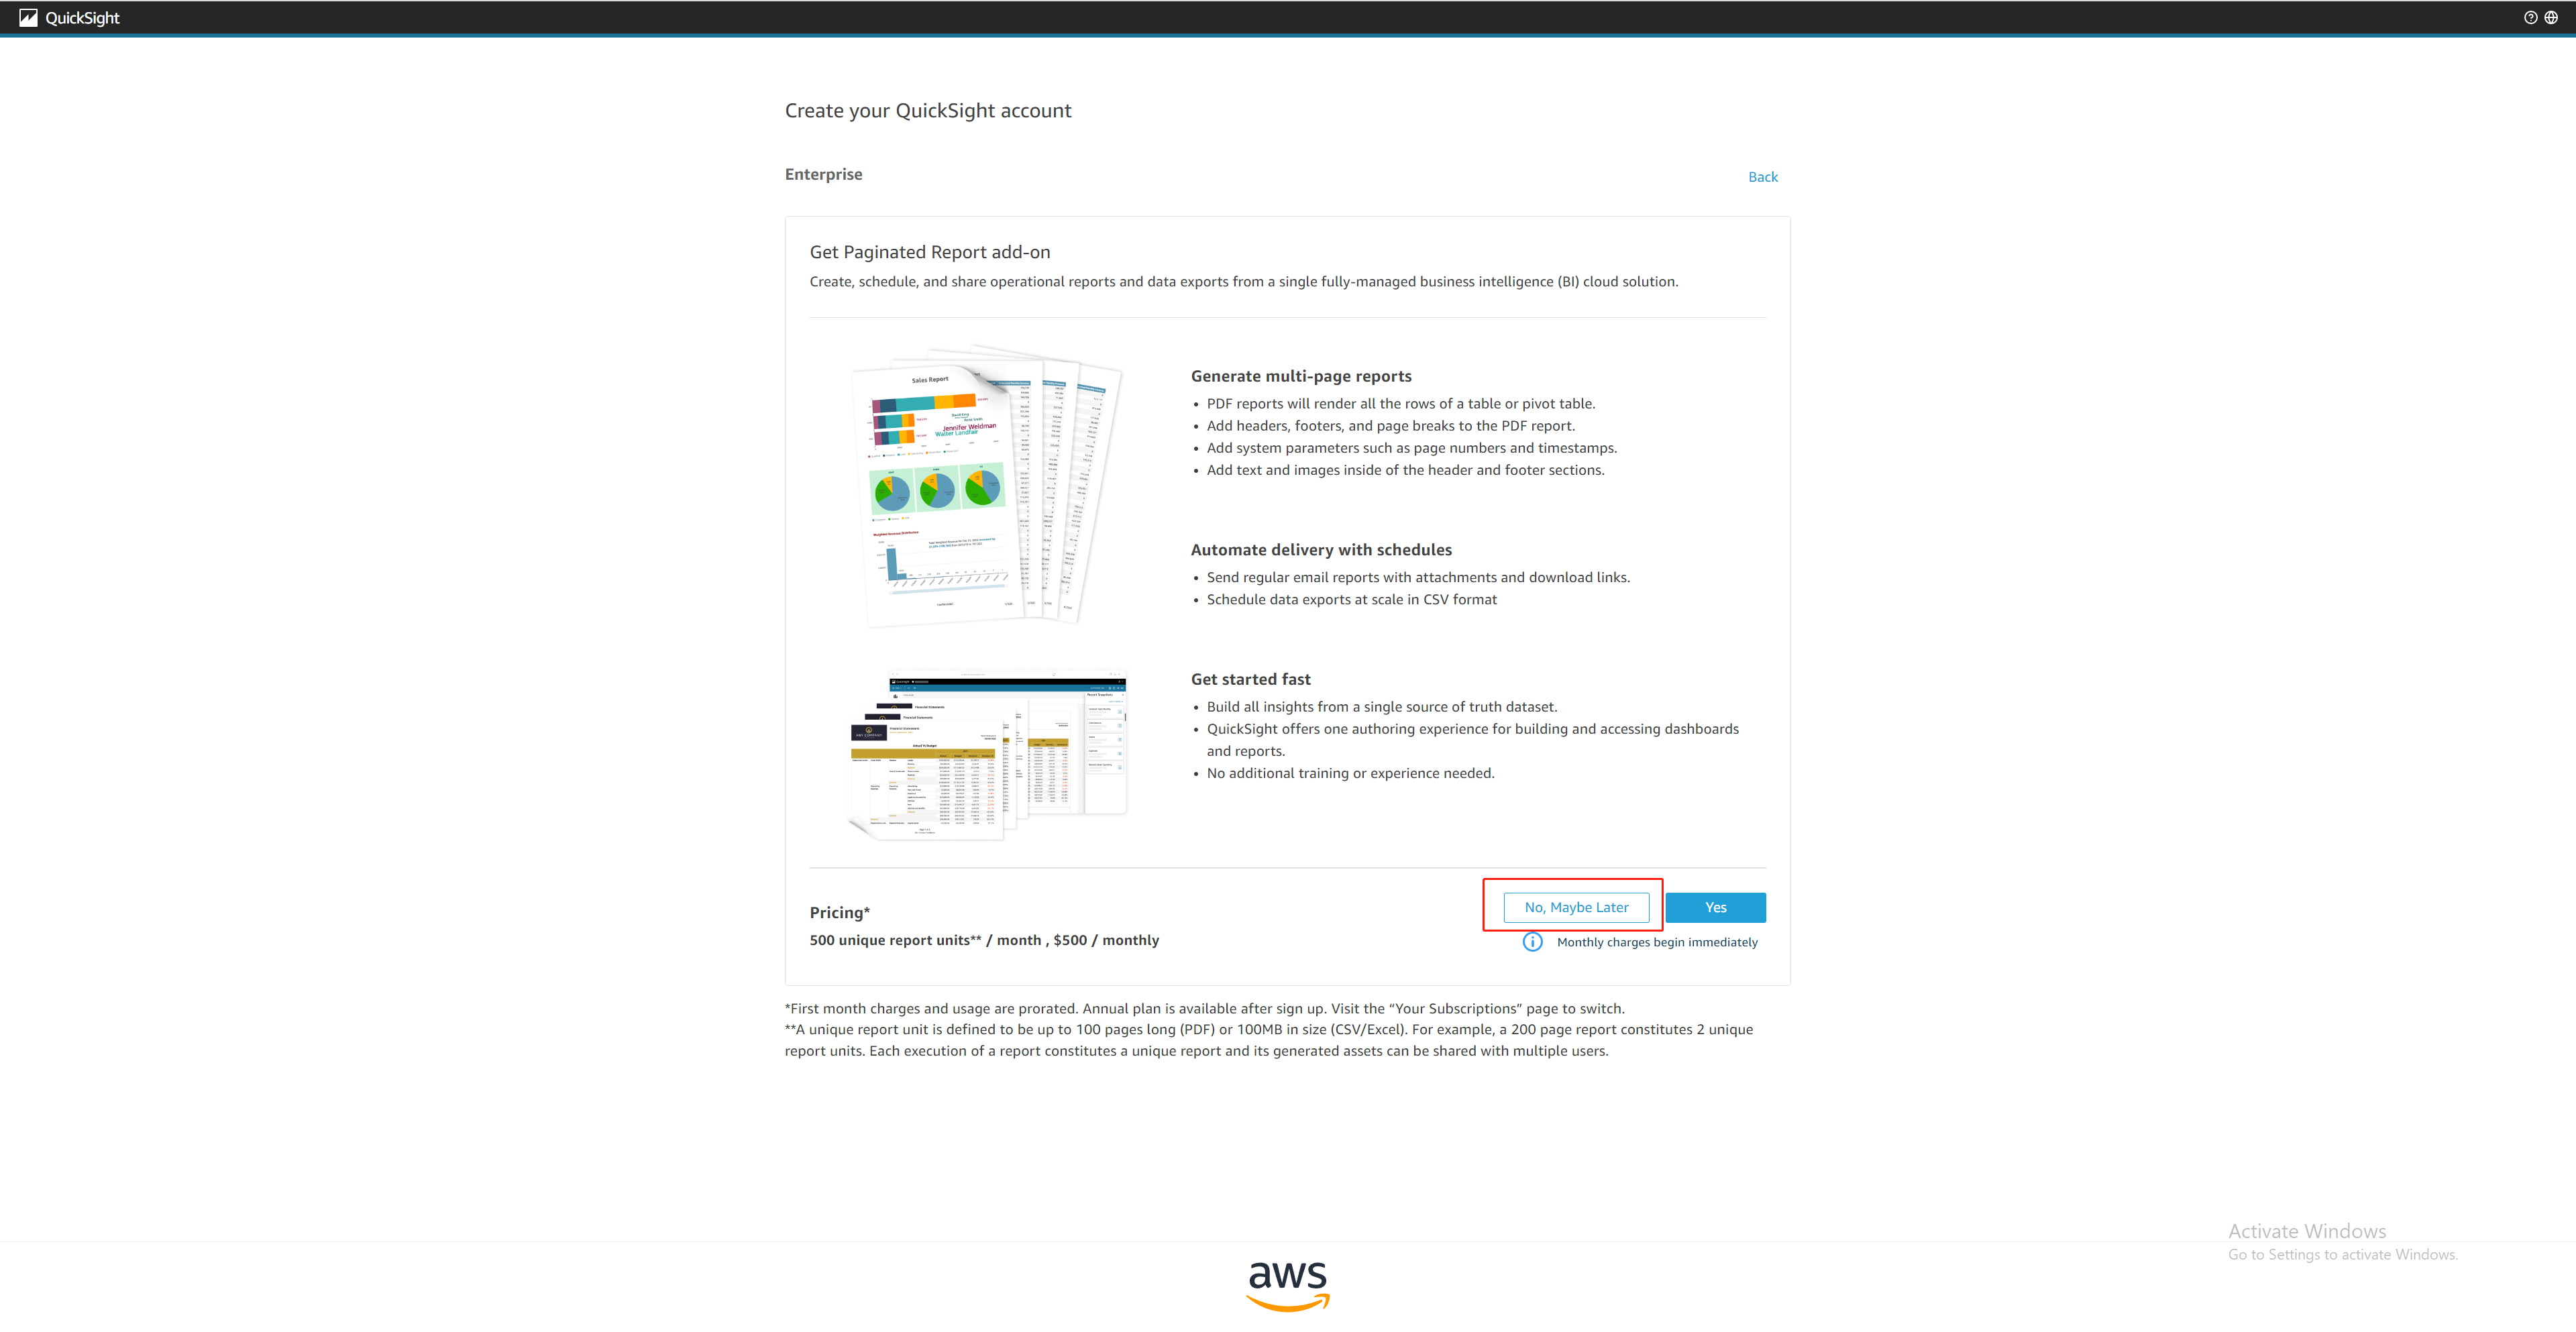 QuickSight
Create your QuickSight account
Enterprise
Back
Get Paginated Report add-on
Create, schedule, and share operational reports and data exports from a single fully-managed business intelligence (BI) cloud solution.
Sales Report
Jennifer Weidman
Walter Landfair
Generate multi-page reports
• PDF reports will render all the rows of a table or pivot table.
• Add headers, footers, and page breaks to the PDF report.
• Add system parameters such as page numbers and timestamps.
• Add text and images inside of the header and footer sections.
Automate delivery with schedules
• Send regular email reports with attachments and download links.
• Schedule data exports at scale in CSV format
Get started fast
• Build all insights from a single source of truth dataset.
• QuickSight offers one authoring experience for building and accessing dashboards
and reports.
• No additional training or experience needed.
Pricing*
500 unique report units** / month , $500 / monthly
No, Maybe Later
Yes
Monthly charges begin immediately
*First month charges and usage are prorated. Annual plan is available after sign up. Visit the “Your Subscriptions” page to switch.
**A unique report unit is defined to be up to 100 pages long (PDF) or 100MB in size (CSV/Excel). For example, a 200 page report constitutes 2 unique
report units. Each execution of a report constitutes a unique report and its generated assets can be shared with multiple users.
Activate Windows
Go to Settings to activate Windows.
aws